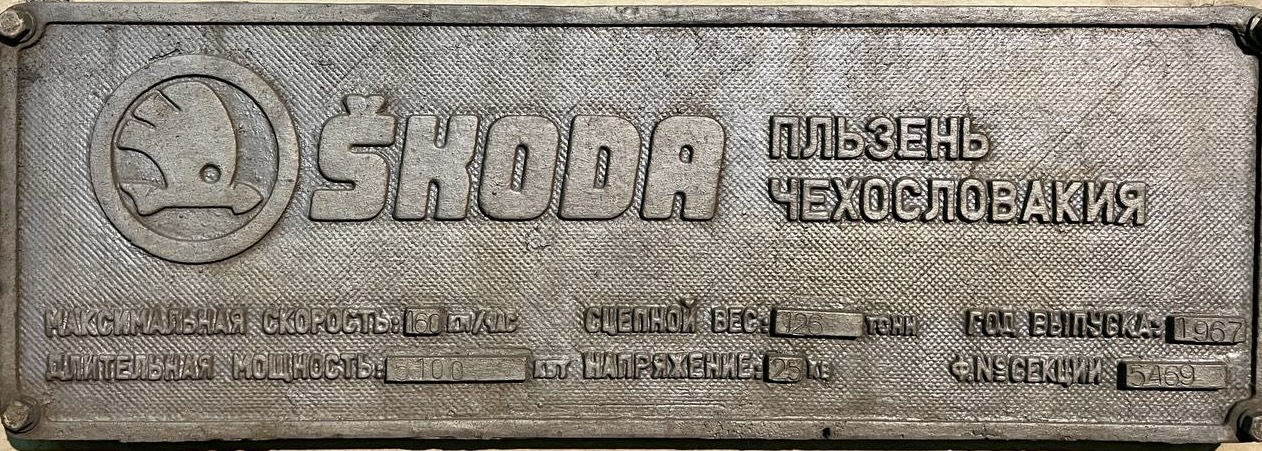 ŠKODA
ПЛЬЗЕНЬ
ЧЕХОСЛОВАКИЯ
МАКСИМАЛЬНАЯ СКОРОСТЬ: 160 КМ/ЧАС СЦЕПНОЙ ВЕС: 126 ТОНН ГОД ВЫПУСКА: 1967
ДЛИТЕЛЬНАЯ МОЩНОСТЬ: 5100 КВТ НАПРЯЖЕНИЕ: 25 КВ Ф.№ СЕКЦИИ 5469